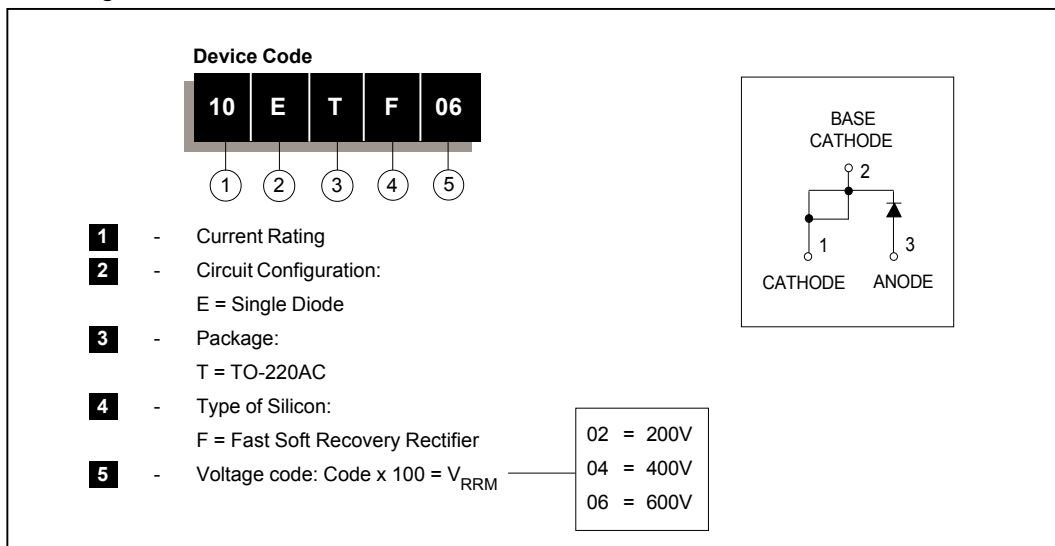 Device Code
10 E T F 06
1 2 3 4 5
1 - Current Rating
2 - Circuit Configuration:
E = Single Diode
3 - Package:
T = TO-220AC
4 - Type of Silicon:
F = Fast Soft Recovery Rectifier
5 - Voltage code: Code x 100 = VRRM
02 = 200V
04 = 400V
06 = 600V
BASE
CATHODE
2
1 3
CATHODE ANODE